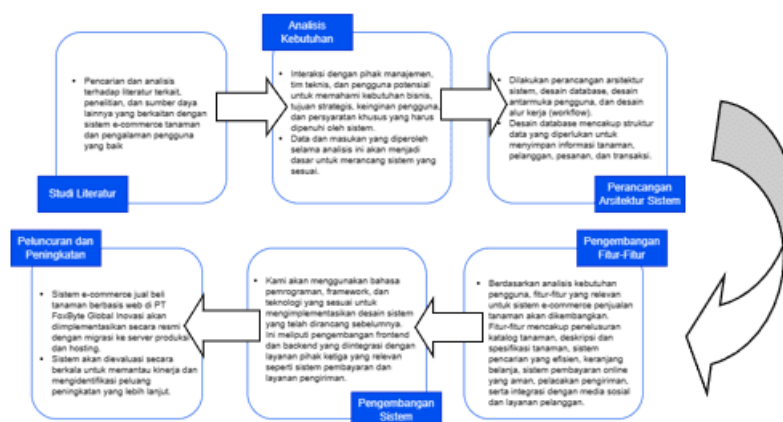 Studi Literatur
• Pencarian dan analisis
terhadap literatur terkait,
penelitian, dan sumber daya
lainnya yang berkaitan dengan
sistem e-commerce tanaman
dan pengalaman pengguna
yang baik
Analisis
Kebutuhan
• Interaksi dengan pihak manajemen,
tim teknis, dan pengguna potensial
untuk memahami kebutuhan bisnis,
tujuan strategis, keinginan pengguna,
dan persyaratan khusus yang harus
dipenuhi oleh sistem.
• Data dan masukan yang diperoleh
selama analisis ini akan menjadi
dasar untuk merancang sistem yang
sesuai.
Perancangan
Arsitektur Sistem
• Dilakukan perancangan arsitektur
sistem, desain database, desain
antarmuka pengguna, dan desain
alur kerja (workflow).
• Desain database mencakup struktur
data yang diperlukan untuk
menyimpan informasi tanaman,
pelanggan, pesanan, dan transaksi.
Pengembangan
Fitur-Fitur
• Berdasarkan analisis kebutuhan
pengguna, fitur-fitur yang relevan
untuk sistem e-commerce penjualan
tanaman akan dikembangkan.
Fitur-fitur mencakup penelusuran
katalog tanaman, deskripsi dan
spesifikasi tanaman, sistem
pencarian yang efisien, keranjang
belanja, sistem pembayaran online
yang aman, pelacakan pengiriman,
serta integrasi dengan media sosial
dan layanan pelanggan.
Pengembangan
Sistem
• Kami akan menggunakan bahasa
pemrograman, framework, dan
teknologi yang sesuai untuk
mengimplementasikan desain sistem
yang telah dirancang sebelumnya.
Ini meliputi pengembangan frontend
dan backend yang diintegrasi dengan
layanan pihak ketiga yang relevan
seperti sistem pembayaran dan
layanan pengiriman.
Peluncuran dan
Peningkatan
• Sistem e-commerce jual beli
tanaman berbasis web di PT
FoxByte Global Inovasi akan
diimplementasikan secara resmi
dengan migrasi ke server produksi
dan hosting.
• Sistem akan dievaluasi secara
berkala untuk memantau kinerja dan
mengidentifikasi peluang
peningkatan yang lebih lanjut.